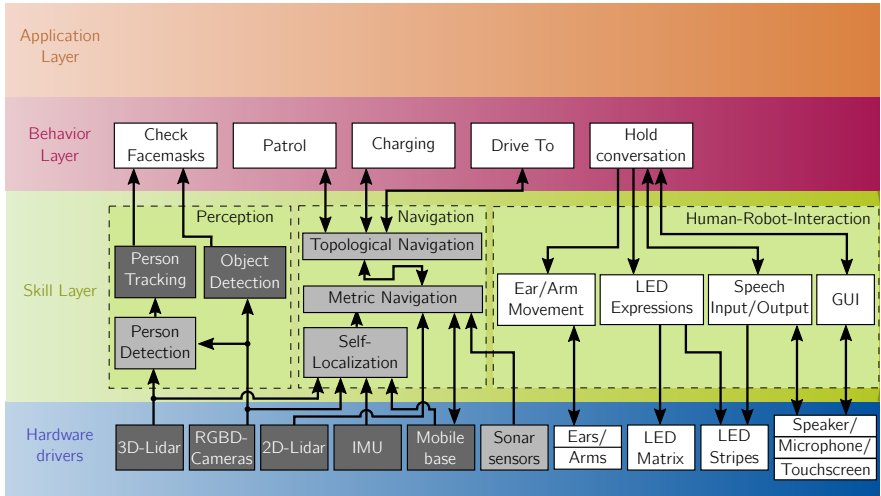 Application
Layer
Behavior
Layer
Check
Facemasks
Patrol
Charging
Drive To
Hold
conversation
Skill Layer
Perception
Navigation
Human-Robot-Interaction
Person
Tracking
Object
Detection
Topological Navigation
Metric Navigation
Ear/Arm
Movement
LED
Expressions
Speech
Input/Output
GUI
Person
Detection
Self-
Localization
Hardware
drivers
3D-Lidar
RGBD-
Cameras
2D-Lidar
IMU
Mobile
base
Sonar
sensors
Ears/
Arms
LED
Matrix
LED
Stripes
Speaker/
Microphone/
Touchscreen